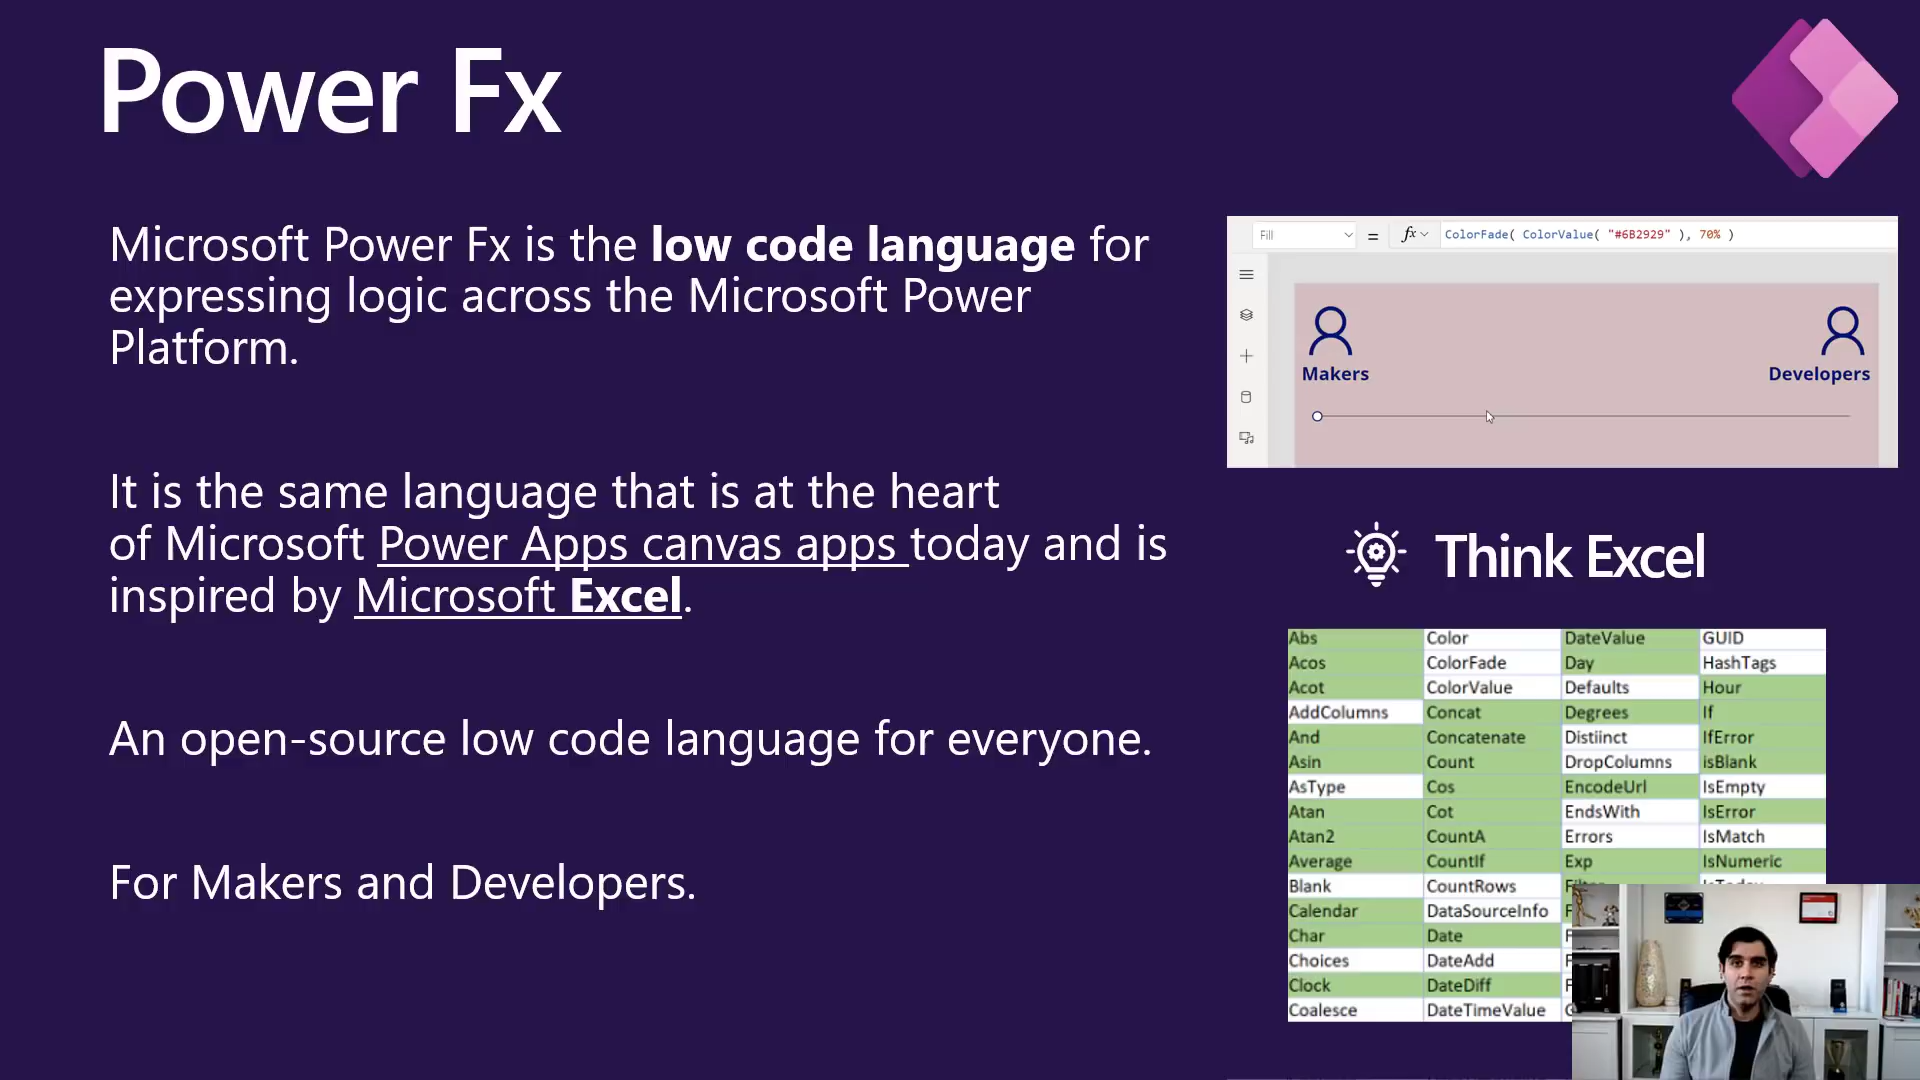 Power Fx
Microsoft Power Fx is the low code language for
expressing logic across the Microsoft Power
Platform.
It is the same language that is at the heart
of Microsoft Power Apps canvas apps today and is
inspired by Microsoft Excel.
An open-source low code language for everyone.
For Makers and Developers.
Fill = fx ColorFade( ColorValue( "#6B2929" ), 70% )
Makers Developers
Think Excel
Abs Color DateValue GUID
Acos ColorFade Day HashTags
Acot ColorValue Defaults Hour
AddColumns Concat Degrees If
And Concatenate Distiinct IfError
Asin Count DropColumns isBlank
AsType Cos EncodeUrl IsEmpty
Atan Cot EndsWith IsError
Atan2 CountA Errors IsMatch
Average CountIf Exp IsNumeric
Blank CountRows
Calendar DataSourceInfo
Char Date
Choices DateAdd
Clock DateDiff
Coalesce DateTimeValue